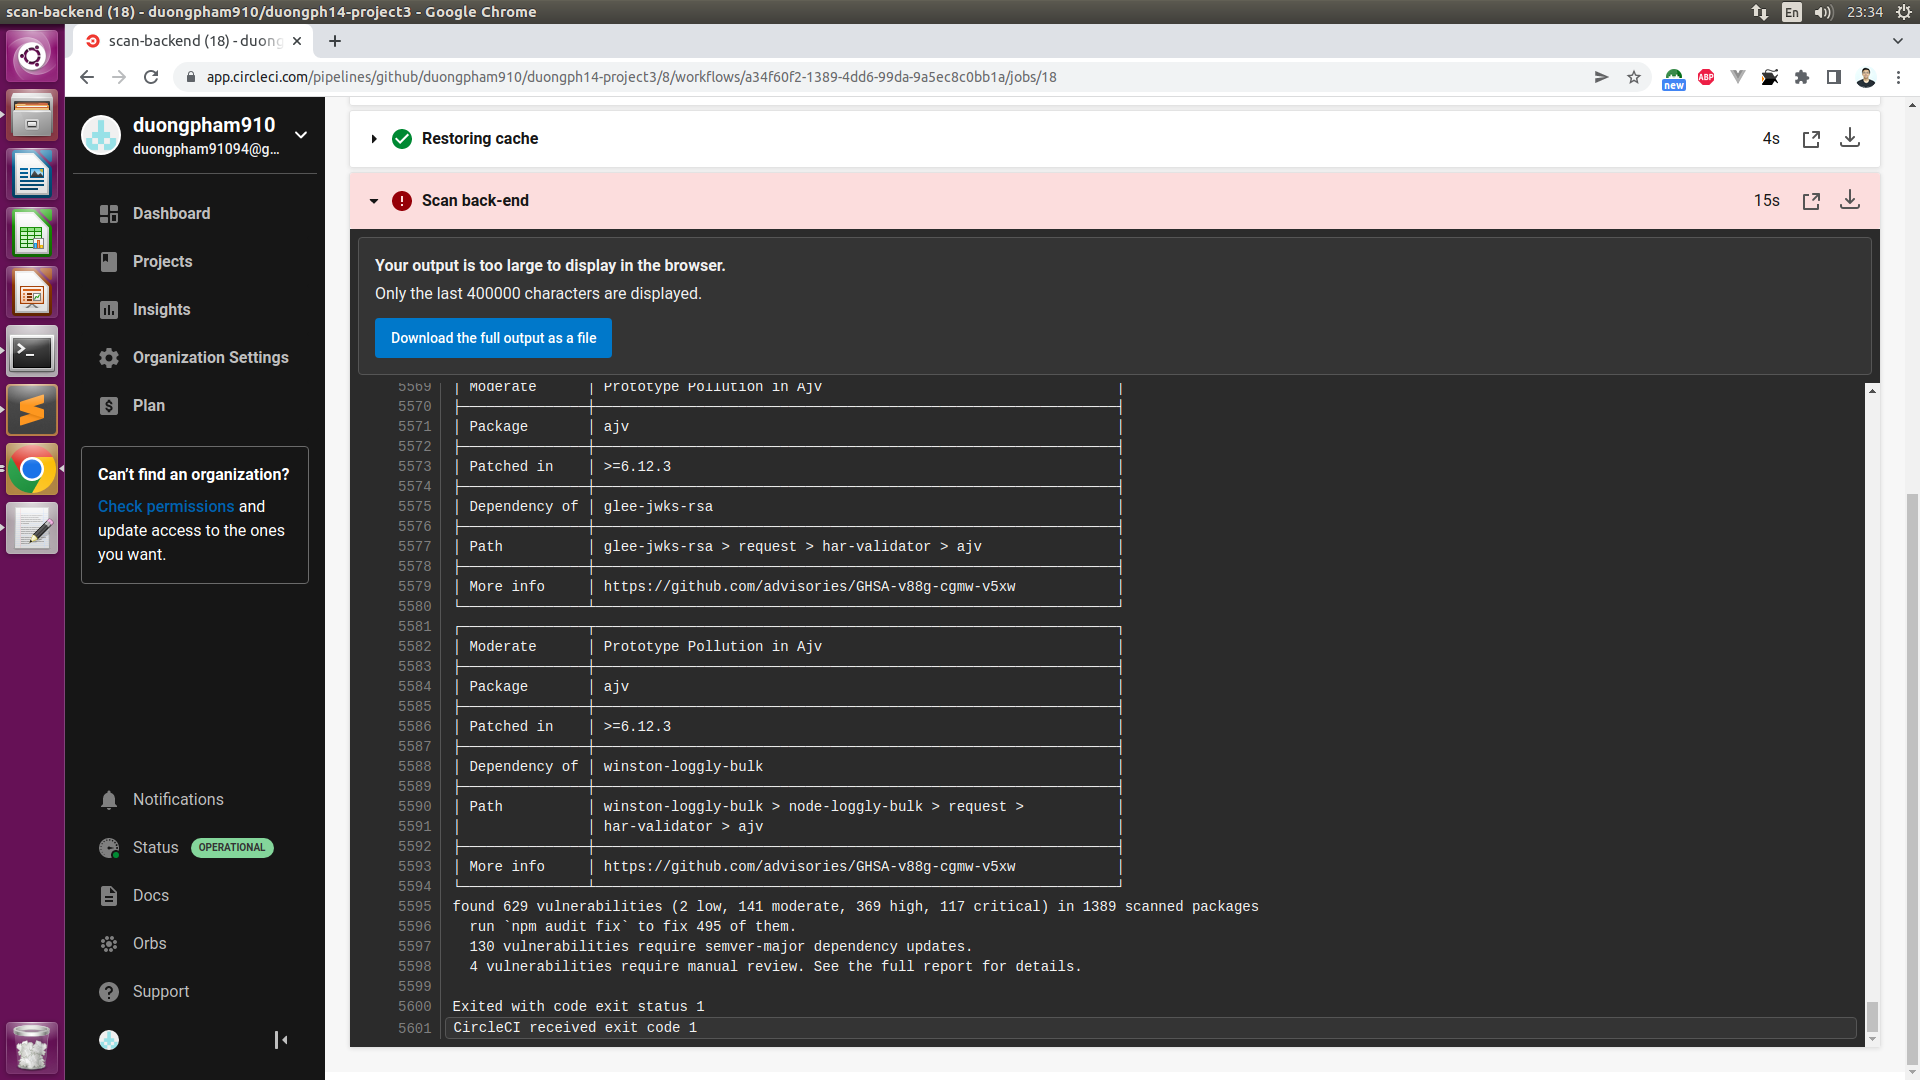 scan-backend (18) - duongpham910/duongph14-project3 - Google Chrome
En
23:34
scan-backend (18) - duong
app.circleci.com/pipelines/github/duongpham910/duongph14-project3/8/workflows/a34f60f2-1389-4dd6-99da-9a5ec8c0bb1a/jobs/18
new
ABP
duongpham910
duongpham91094@g...
Dashboard
Projects
Insights
Organization Settings
Plan
Can't find an organization?
Check permissions and
update access to the ones
you want.
Notifications
Status OPERATIONAL
Docs
Orbs
Support
Restoring cache 4s
Scan back-end 15s
Your output is too large to display in the browser.
Only the last 400000 characters are displayed.
Download the full output as a file
5569 Moderate Prototype Pollution in Ajv
5570
5571 Package ajv
5572
5573 Patched in >=6.12.3
5574
5575 Dependency of glee-jwks-rsa
5576
5577 Path glee-jwks-rsa > request > har-validator > ajv
5578
5579 More info https://github.com/advisories/GHSA-v88g-cgmw-v5xw
5580
5581
5582 Moderate Prototype Pollution in Ajv
5583
5584 Package ajv
5585
5586 Patched in >=6.12.3
5587
5588 Dependency of winston-loggly-bulk
5589
5590 Path winston-loggly-bulk > node-loggly-bulk > request >
5591 har-validator > ajv
5592
5593 More info https://github.com/advisories/GHSA-v88g-cgmw-v5xw
5594
5595 found 629 vulnerabilities (2 low, 141 moderate, 369 high, 117 critical) in 1389 scanned packages
5596 run `npm audit fix` to fix 495 of them.
5597 130 vulnerabilities require semver-major dependency updates.
5598 4 vulnerabilities require manual review. See the full report for details.
5599
5600 Exited with code exit status 1
5601 CircleCI received exit code 1